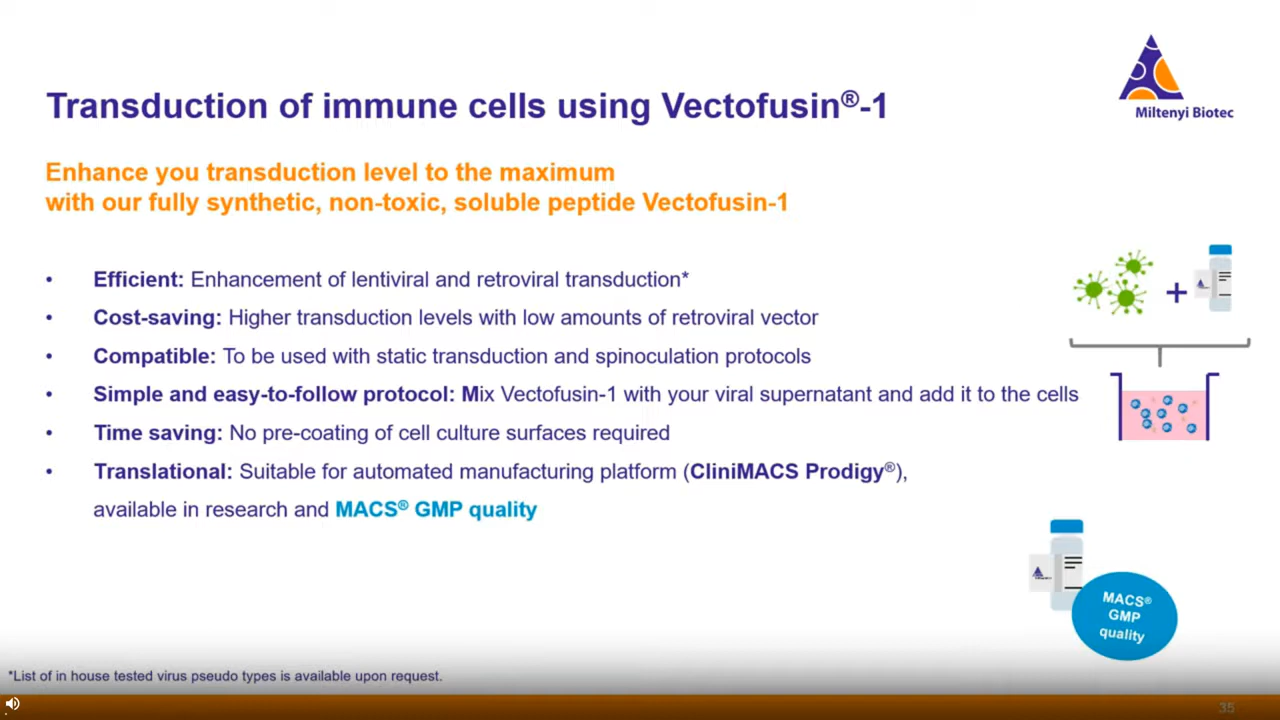 Miltenyi Biotec
Transduction of immune cells using Vectofusin®-1
Enhance you transduction level to the maximum
with our fully synthetic, non-toxic, soluble peptide Vectofusin-1
• Efficient: Enhancement of lentiviral and retroviral transduction*
• Cost-saving: Higher transduction levels with low amounts of retroviral vector
• Compatible: To be used with static transduction and spinoculation protocols
• Simple and easy-to-follow protocol: Mix Vectofusin-1 with your viral supernatant and add it to the cells
• Time saving: No pre-coating of cell culture surfaces required
• Translational: Suitable for automated manufacturing platform (CliniMACS Prodigy®),
available in research and MACS® GMP quality
+
MACS®
GMP
quality
*List of in house tested virus pseudo types is available upon request.
35